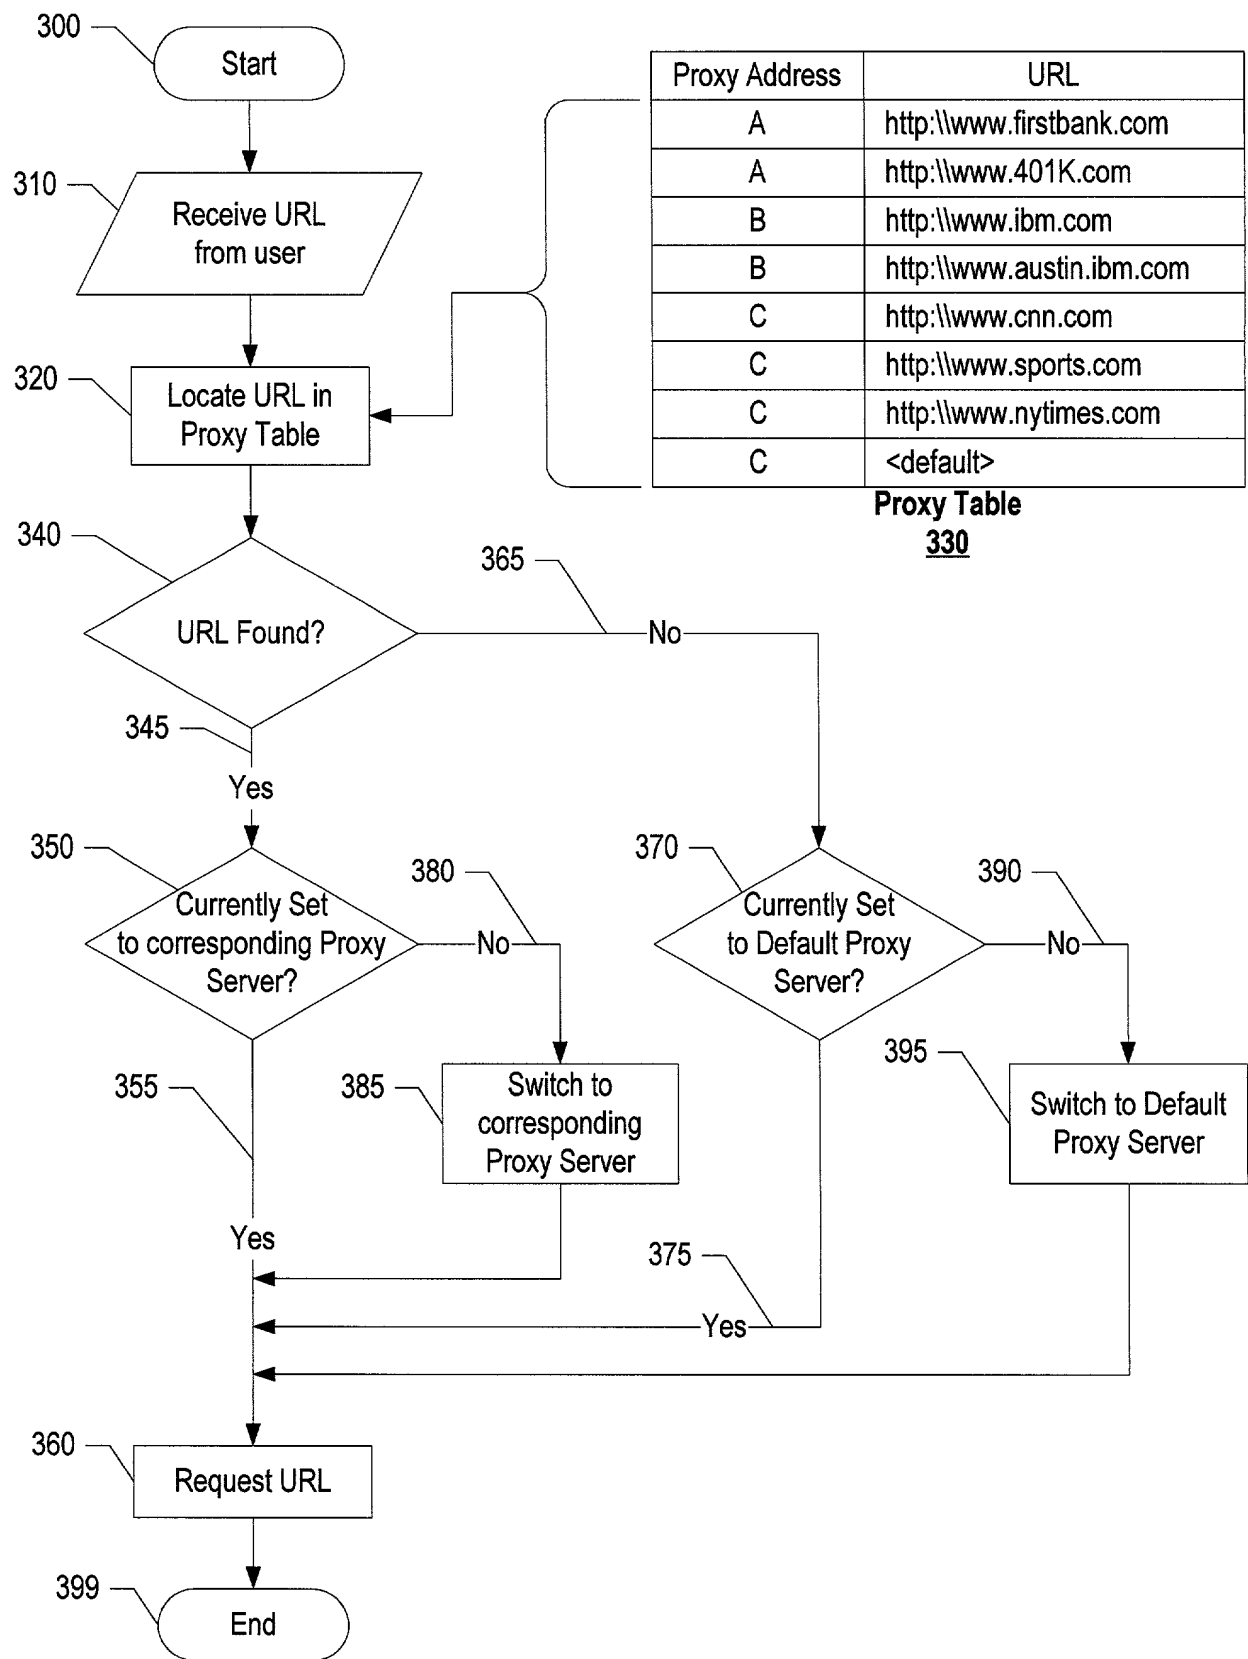 300
Start
310
Receive URL
from user
320
Locate URL in
Proxy Table
Proxy Address URL
A http:\\www.firstbank.com
A http:\\www.401K.com
B http:\\www.ibm.com
B http:\\www.austin.ibm.com
C http:\\www.cnn.com
C http:\\www.sports.com
C http:\\www.nytimes.com
C <default>
Proxy Table
330
340
URL Found?
365
No
345
Yes
350
Currently Set
to corresponding Proxy
Server?
380
No
370
Currently Set
to Default Proxy
Server?
390
No
355
Yes
385
Switch to
corresponding
Proxy Server
395
Switch to Default
Proxy Server
375
Yes
360
Request URL
399
End